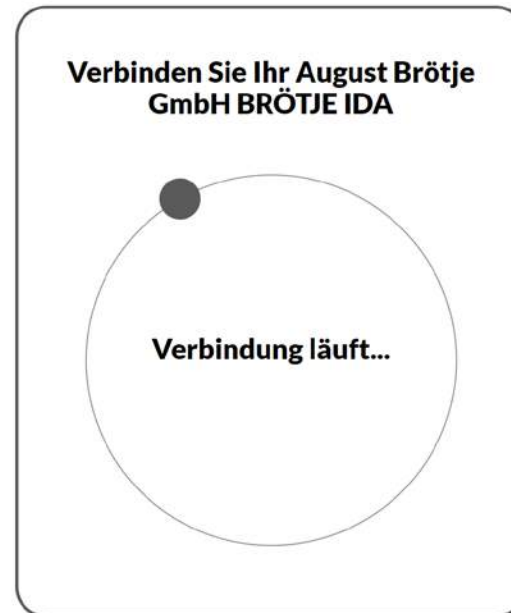 Verbinden Sie Ihr August Brötje
GmbH BRÖTJE IDA
Verbindung läuft...